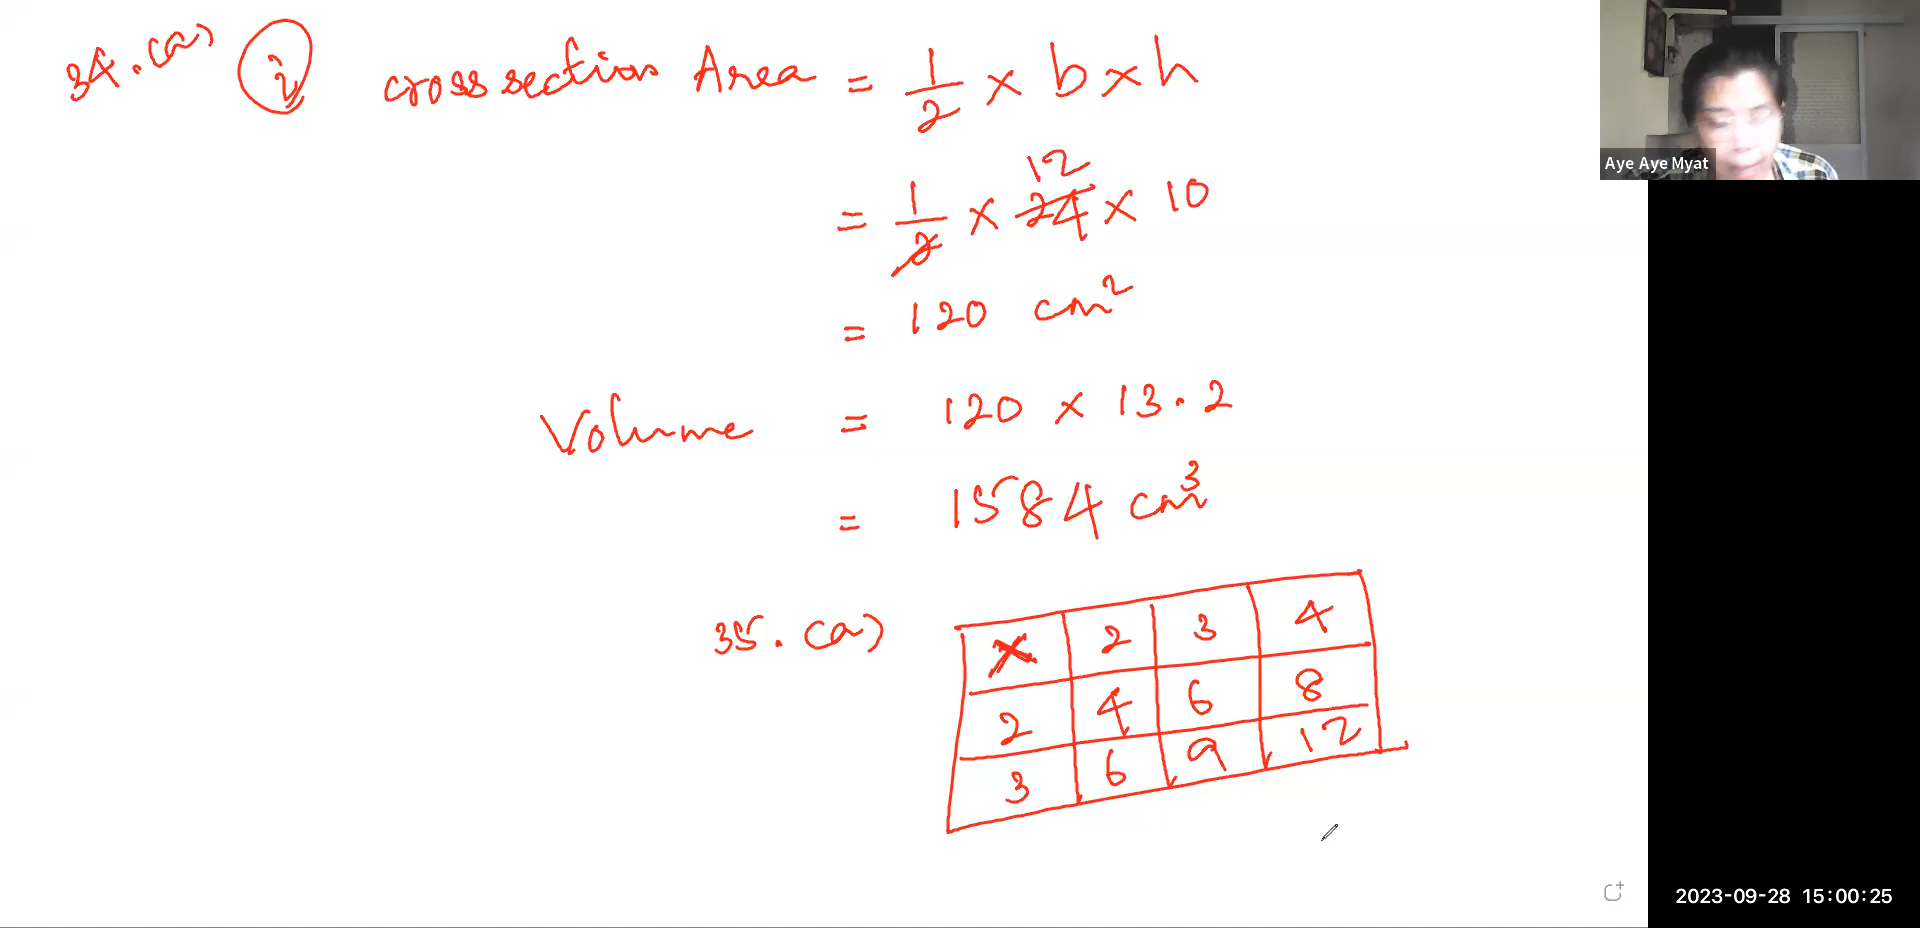 34.(a) i cross section Area = 1/2 × b × h
12
= 1/2 × 24 × 10
= 120 cm²
Volume = 120 × 13.2
= 1584 cm³
35.(a)
× 2 3 4
2 4 6 8
3 6 9 12
Aye Aye Myat
2023-09-28 15:00:25